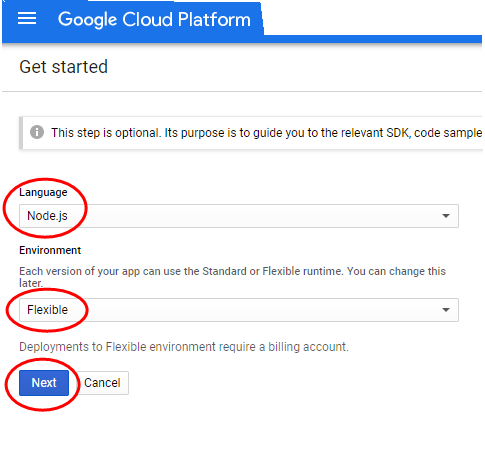 Google Cloud Platform
Get started
This step is optional. Its purpose is to guide you to the relevant SDK, code sample
Language
Node.js
Environment
Each version of your app can use the Standard or Flexible runtime. You can change this
later.
Flexible
Deployments to Flexible environment require a billing account.
Next Cancel